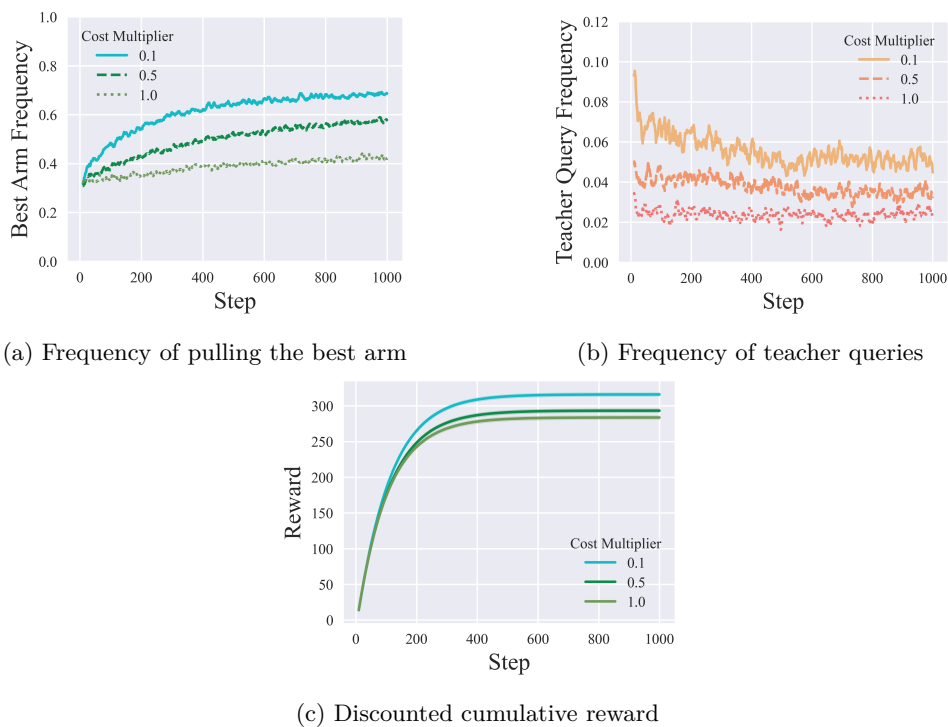 Best Arm Frequency
1.0
0.8
0.6
0.4
0.2
0.0
Cost Multiplier
0.1
0.5
1.0
0 200 400 600 800 1000
Step
(a) Frequency of pulling the best arm
Teacher Query Frequency
0.12
0.10
0.08
0.06
0.04
0.02
0.00
Cost Multiplier
0.1
0.5
1.0
0 200 400 600 800 1000
Step
(b) Frequency of teacher queries
Reward
300
250
200
150
100
50
0
Cost Multiplier
0.1
0.5
1.0
0 200 400 600 800 1000
Step
(c) Discounted cumulative reward